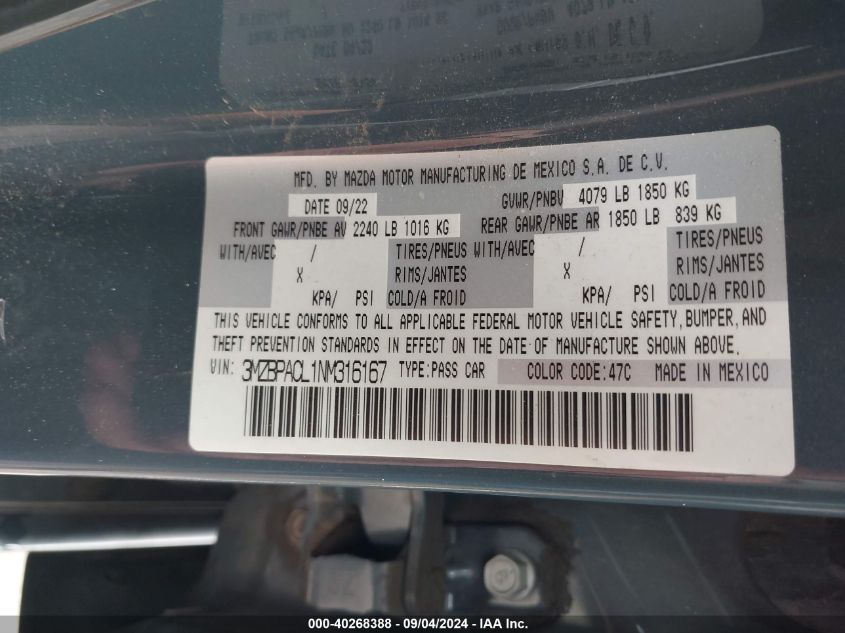 MFD. BY MAZDA MOTOR MANUFACTURING DE MEXICO S.A. DE C.V.
DATE 09/22 GVWR/PNBV 4079 LB 1850 KG
FRONT GAWR/PNBE AV 2240 LB 1016 KG REAR GAWR/PNBE AR 1850 LB 839 KG
WITH/AVEC / TIRES/PNEUS WITH/AVEC / TIRES/PNEUS
X RIMS/JANTES X RIMS/JANTES
KPA/ PSI COLD/A FROID KPA/ PSI COLD/A FROID
THIS VEHICLE CONFORMS TO ALL APPLICABLE FEDERAL MOTOR VEHICLE SAFETY, BUMPER, AND
THEFT PREVENTION STANDARDS IN EFFECT ON THE DATE OF MANUFACTURE SHOWN ABOVE.
VIN: 3MZBPACL1NM316167 TYPE:PASS CAR COLOR CODE:47C MADE IN MEXICO
000-40268388 - 09/04/2024 - IAA Inc.